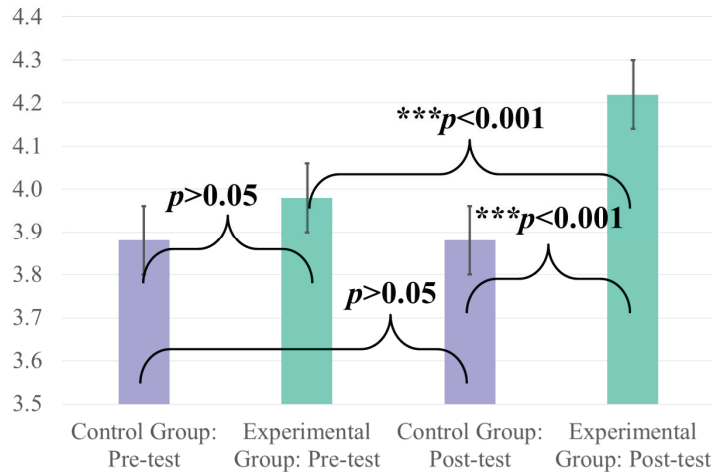 4.4
4.3
4.2
4.1
4.0
3.9
3.8
3.7
3.6
3.5
***p<0.001
p>0.05
***p<0.001
p>0.05
Control Group:
Pre-test
Experimental
Group: Pre-test
Control Group:
Post-test
Experimental
Group: Post-test